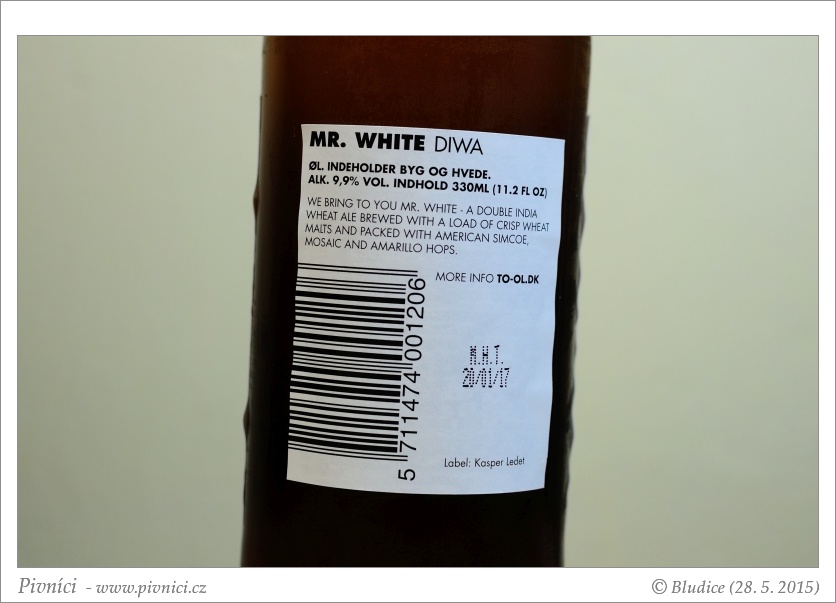 MR. WHITE DIWA
ØL. INDEHOLDER BYG OG HVEDE.
ALK. 9,9% VOL. INDHOLD 330ML (11.2 FL OZ)
WE BRING TO YOU MR. WHITE - A DOUBLE INDIA
WHEAT ALE BREWED WITH A LOAD OF CRISP WHEAT
MALTS AND PACKED WITH AMERICAN SIMCOE,
MOSAIC AND AMARILLO HOPS.
MORE INFO TO-OL.DK
5 711474 001206
M.H.T.
20/01/17
Label: Kasper Ledet
Pivníci - www.pivnici.cz
© Bludice (28. 5. 2015)